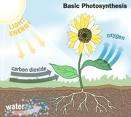 Basic Photosynthesis
LIGHT
ENERGY
oxygen
carbon dioxide
water